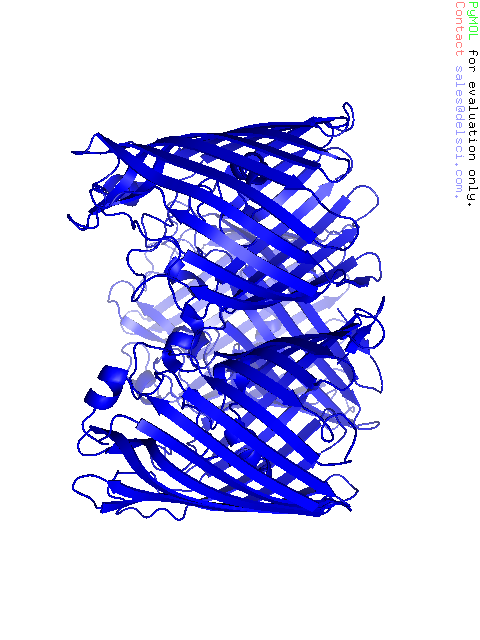 PyMOL for evaluation only.
Contact sales@delsci.com.